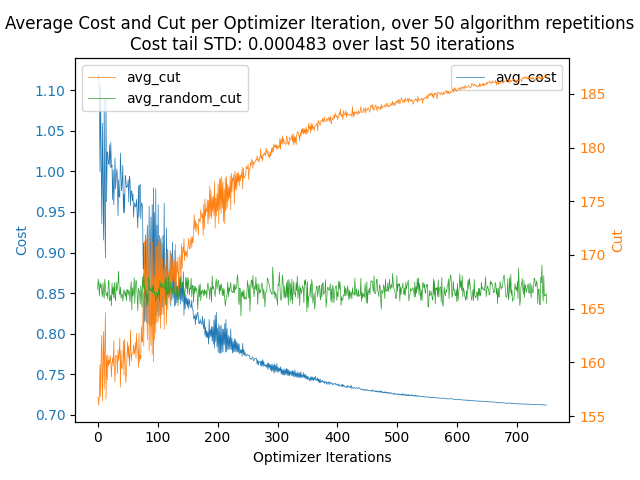 Average Cost and Cut per Optimizer Iteration, over 50 algorithm repetitions
Cost tail STD: 0.000483 over last 50 iterations
avg_cut
avg_random_cut
avg_cost
1.10
1.05
1.00
0.95
0.90
0.85
0.80
0.75
0.70
Cost
185
180
175
170
165
160
155
Cut
0 100 200 300 400 500 600 700
Optimizer Iterations